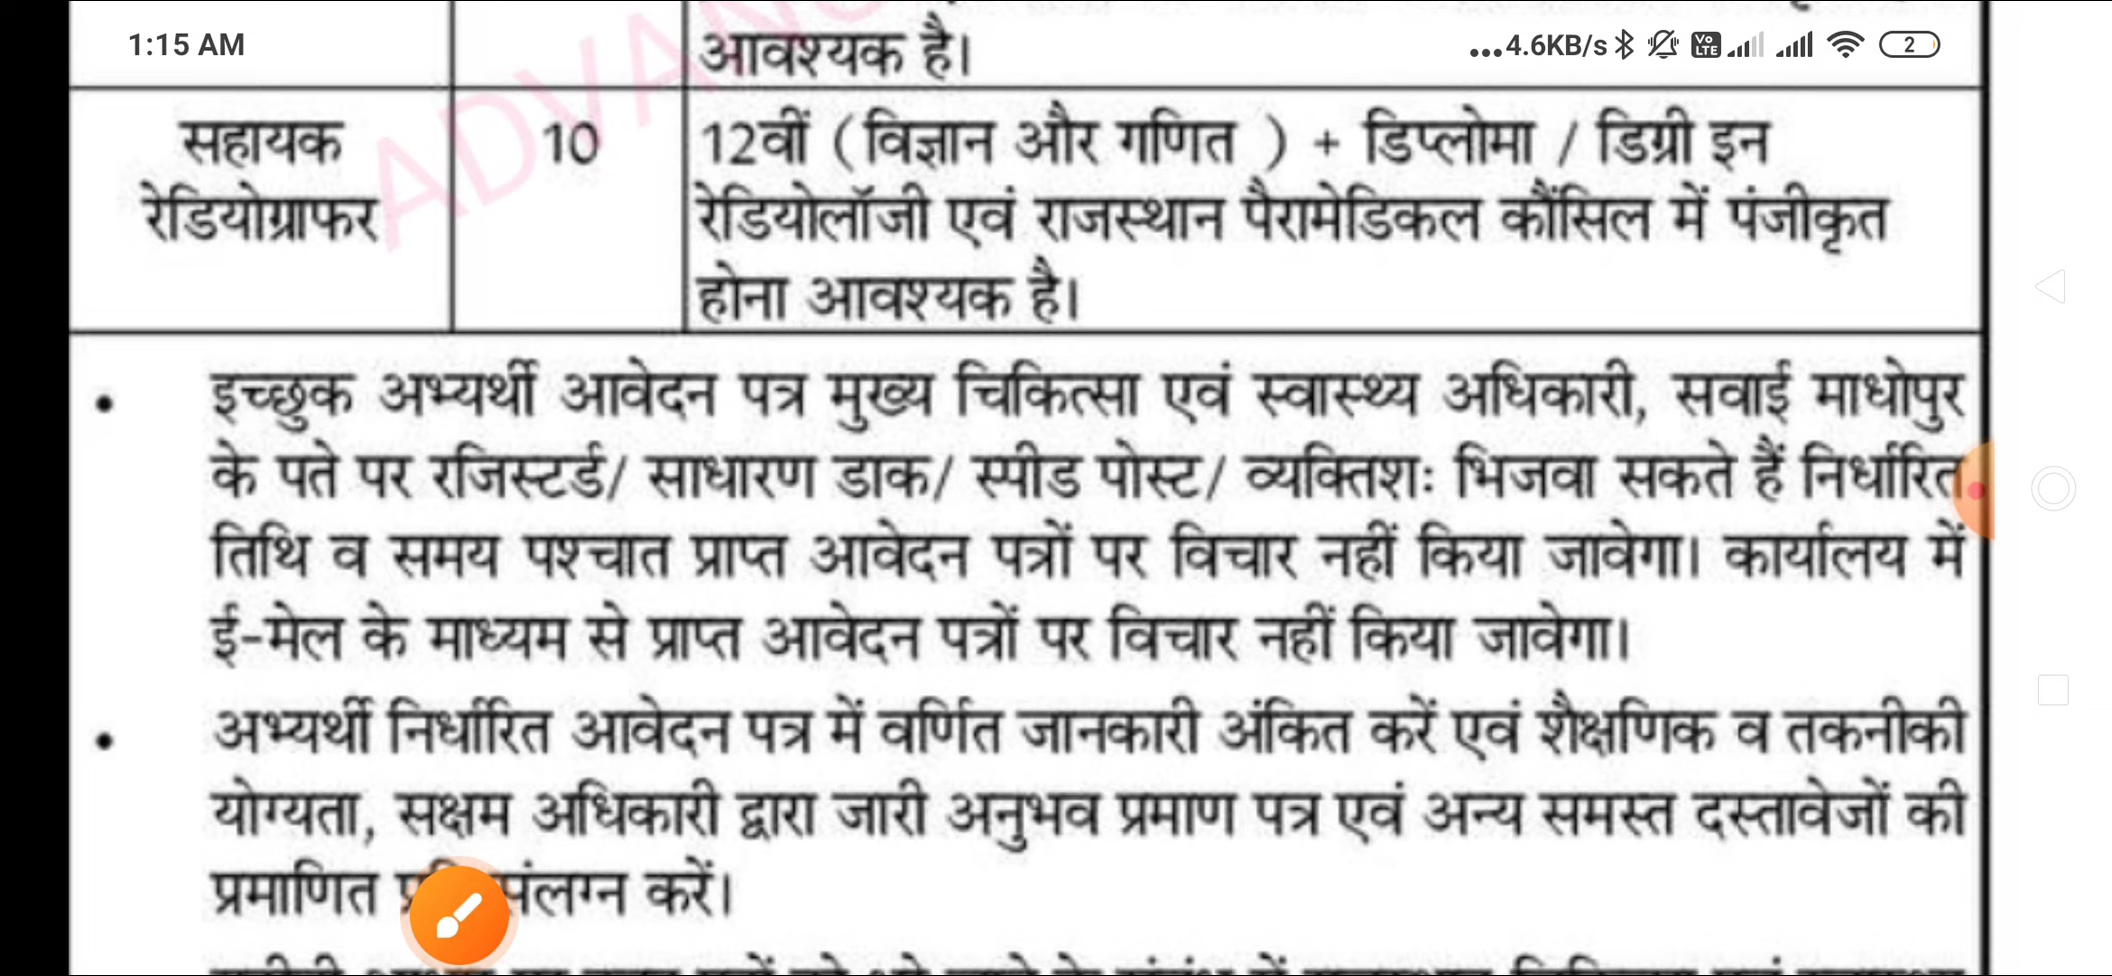 1:15 AM
...4.6KB/s
Vo
LTE
2
ADVAN
आवश्यक है।
सहायक
रेडियोग्राफर
10
12वीं ( विज्ञान और गणित ) + डिप्लोमा / डिग्री इन
रेडियोलॉजी एवं राजस्थान पैरामेडिकल कौंसिल में पंजीकृत
होना आवश्यक है।
• इच्छुक अभ्यर्थी आवेदन पत्र मुख्य चिकित्सा एवं स्वास्थ्य अधिकारी, सवाई माधोपुर
के पते पर रजिस्टर्ड/ साधारण डाक/ स्पीड पोस्ट/ व्यक्तिशः भिजवा सकते हैं निर्धारित
तिथि व समय पश्चात प्राप्त आवेदन पत्रों पर विचार नहीं किया जावेगा। कार्यालय में
ई-मेल के माध्यम से प्राप्त आवेदन पत्रों पर विचार नहीं किया जावेगा।
• अभ्यर्थी निर्धारित आवेदन पत्र में वर्णित जानकारी अंकित करें एवं शैक्षणिक व तकनीकी
योग्यता, सक्षम अधिकारी द्वारा जारी अनुभव प्रमाण पत्र एवं अन्य समस्त दस्तावेजों की
प्रमाणित संलग्न करें।